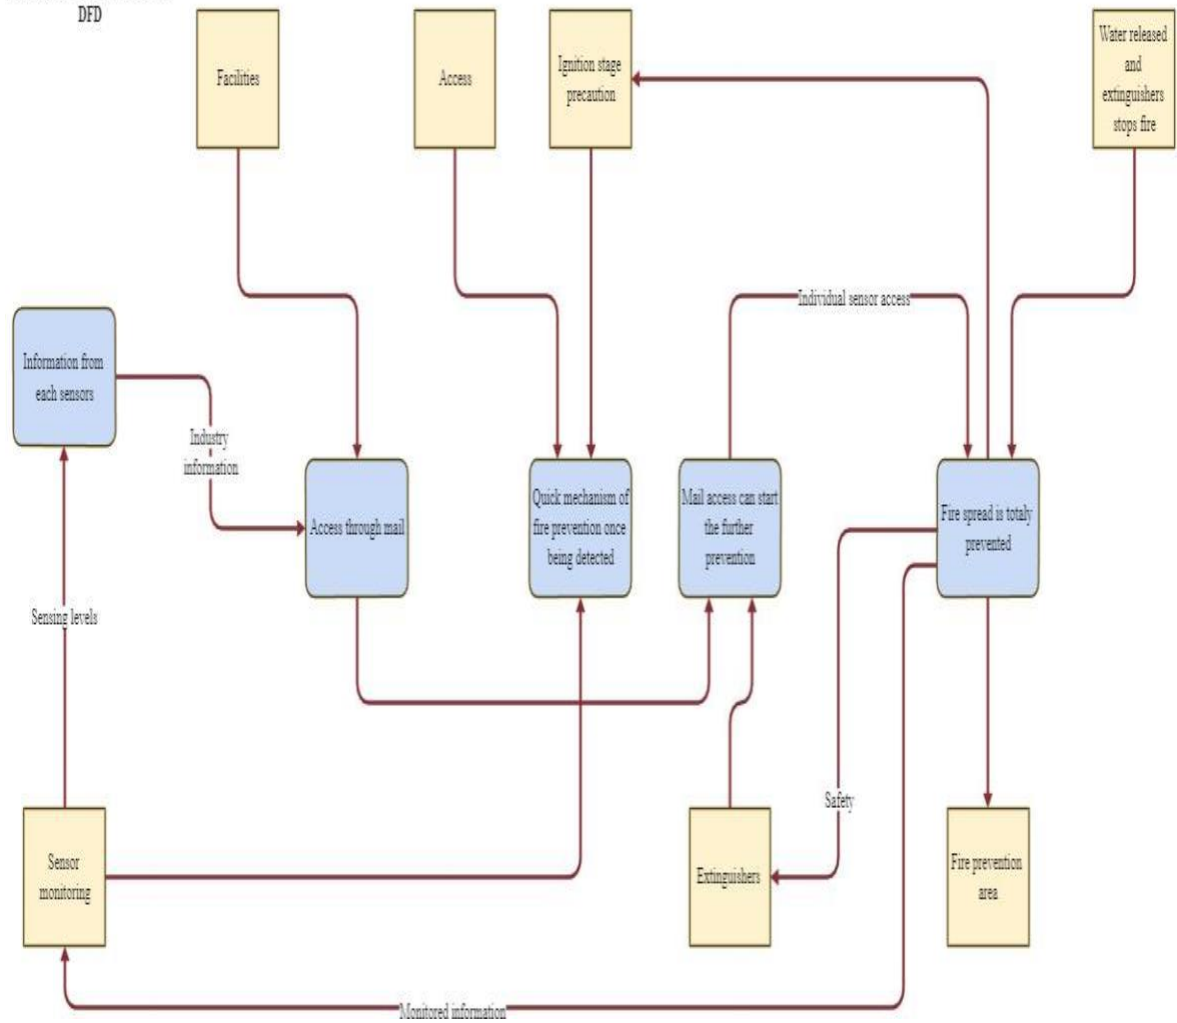 DFD
Facilities
Access
Ignition stage
precaution
Water released
and
extinguishers
stops fire
Individual sensor access
Information from
each sensors
Industry
information
Access through mail
Quick mechanism of
fire prevention once
being detected
Mail access can start
the further
prevention
Fire spread is totaly
prevented
Sensing levels
Safety
Sensor
monitoring
Extinguishers
Fire prevention
area
Monitored information